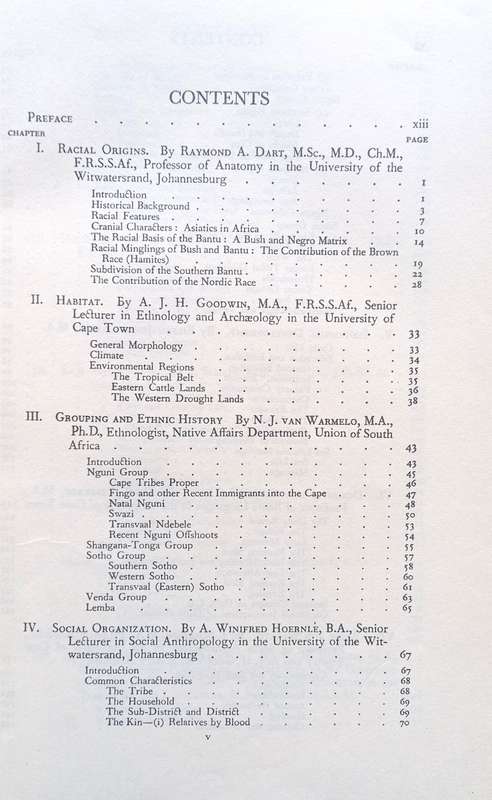 CONTENTS
PREFACE . . . . . . . . . . . . xiii
CHAPTER PAGE
I. RACIAL ORIGINS. By RAYMOND A. DART, M.Sc., M.D., Ch.M.,
F.R.S.S.Af., Professor of Anatomy in the University of the
Witwatersrand, Johannesburg . . . . . . . 1
Introduction . . . . . . . . . 1
Historical Background . . . . . . . . 3
Racial Features . . . . . . . . . 7
Cranial Characters : Asiatics in Africa . . . . . 10
The Racial Basis of the Bantu : A Bush and Negro Matrix . . 14
Racial Minglings of Bush and Bantu : The Contribution of the Brown
Race (Hamites) . . . . . . . . 19
Subdivision of the Southern Bantu . . . . . . 22
The Contribution of the Nordic Race . . . . . . 28
II. HABITAT. By A. J. H. GOODWIN, M.A., F.R.S.S.Af., Senior
Lecturer in Ethnology and Archæology in the University of
Cape Town . . . . . . . . . 33
General Morphology . . . . . . . . 33
Climate . . . . . . . . . . 34
Environmental Regions . . . . . . . . 35
The Tropical Belt . . . . . . . . 35
Eastern Cattle Lands . . . . . . . 36
The Western Drought Lands . . . . . . 38
III. GROUPING AND ETHNIC HISTORY By N. J. VAN WARMELO, M.A.,
Ph.D., Ethnologist, Native Affairs Department, Union of South
Africa . . . . . . . . . . 43
Introduction . . . . . . . . . 43
Nguni Group . . . . . . . . . 45
Cape Tribes Proper . . . . . . . 46
Fingo and other Recent Immigrants into the Cape . . . 47
Natal Nguni . . . . . . . . 48
Swazi . . . . . . . . . 50
Transvaal Ndebele . . . . . . . 53
Recent Nguni Offshoots . . . . . . 54
Shangana-Tonga Group . . . . . . . 55
Sotho Group . . . . . . . . . 57
Southern Sotho . . . . . . . . 58
Western Sotho . . . . . . . . 60
Transvaal (Eastern) Sotho . . . . . . 61
Venda Group . . . . . . . . . 63
Lemba . . . . . . . . . . 65
IV. SOCIAL ORGANIZATION. By A. WINIFRED HOERNLÉ, B.A., Senior
Lecturer in Social Anthropology in the University of the Wit-
watersrand, Johannesburg . . . . . . . 67
Introduction . . . . . . . . . 67
Common Characteristics . . . . . . . 68
The Tribe . . . . . . . . . 68
The Household . . . . . . . . 69
The Sub-District and District . . . . . . 69
The Kin—(i) Relatives by Blood . . . . . . 70
v